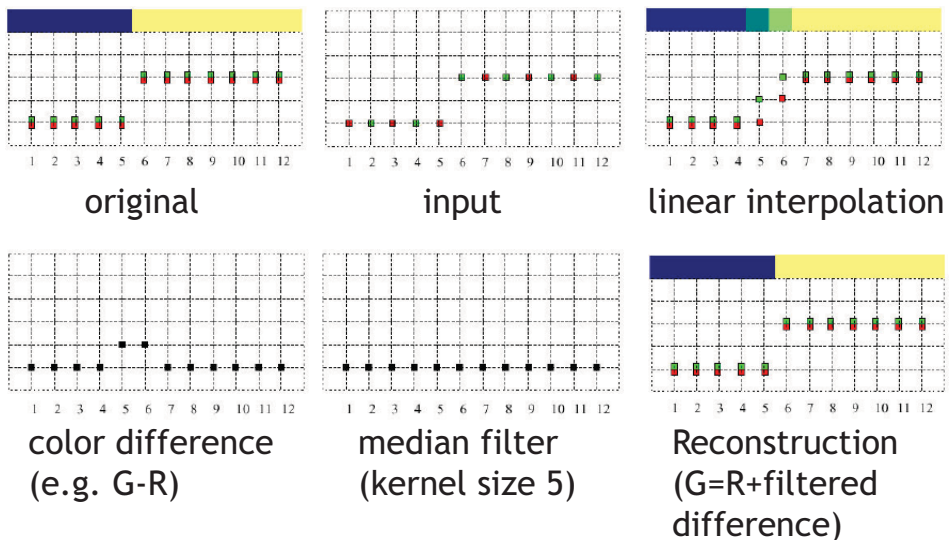 1 2 3 4 5 6 7 8 9 10 11 12
1 2 3 4 5 6 7 8 9 10 11 12
1 2 3 4 5 6 7 8 9 10 11 12
original
input
linear interpolation
1 2 3 4 5 6 7 8 9 10 11 12
1 2 3 4 5 6 7 8 9 10 11 12
1 2 3 4 5 6 7 8 9 10 11 12
color difference
(e.g. G-R)
median filter
(kernel size 5)
Reconstruction
(G=R+filtered
difference)